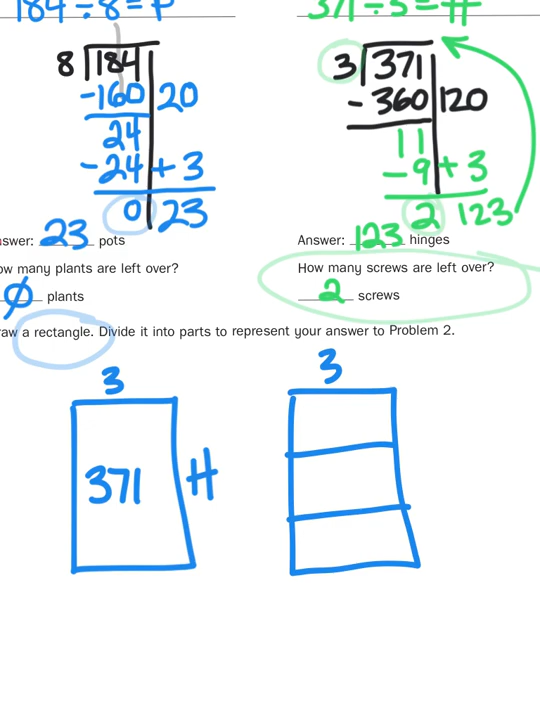 184 ÷ 8 = P
371 ÷ 3 = H
8 184
-160 20
24
-24 + 3
0 23
3 371
- 360 120
11
- 9 + 3
2 123
swer: 23 pots
Answer: 123 hinges
ow many plants are left over?
How many screws are left over?
Ø plants
2 screws
raw a rectangle. Divide it into parts to represent your answer to Problem 2.
3
371 H
3